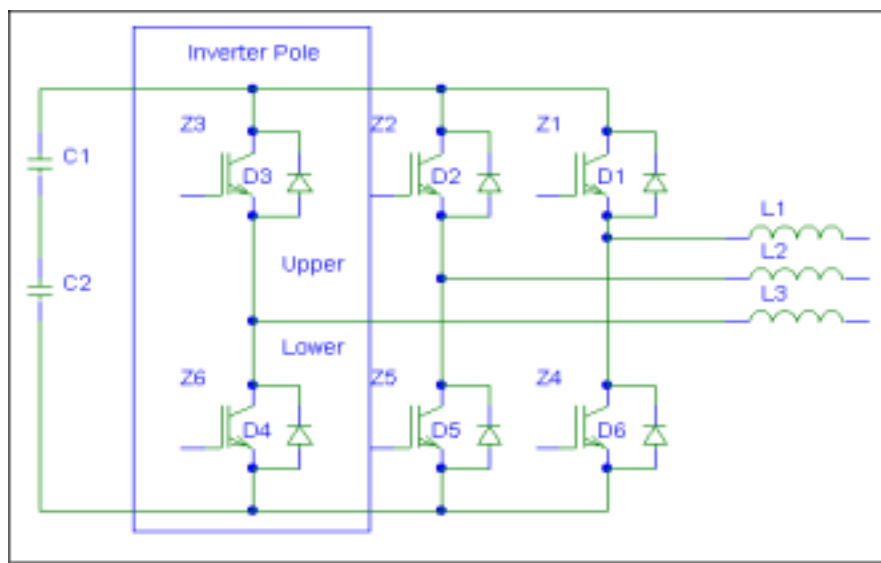 Inverter Pole
Z3
Z2
Z1
C1
D3
D2
D1
L1
L2
C2
Upper
L3
Lower
Z6
Z5
Z4
D4
D5
D6